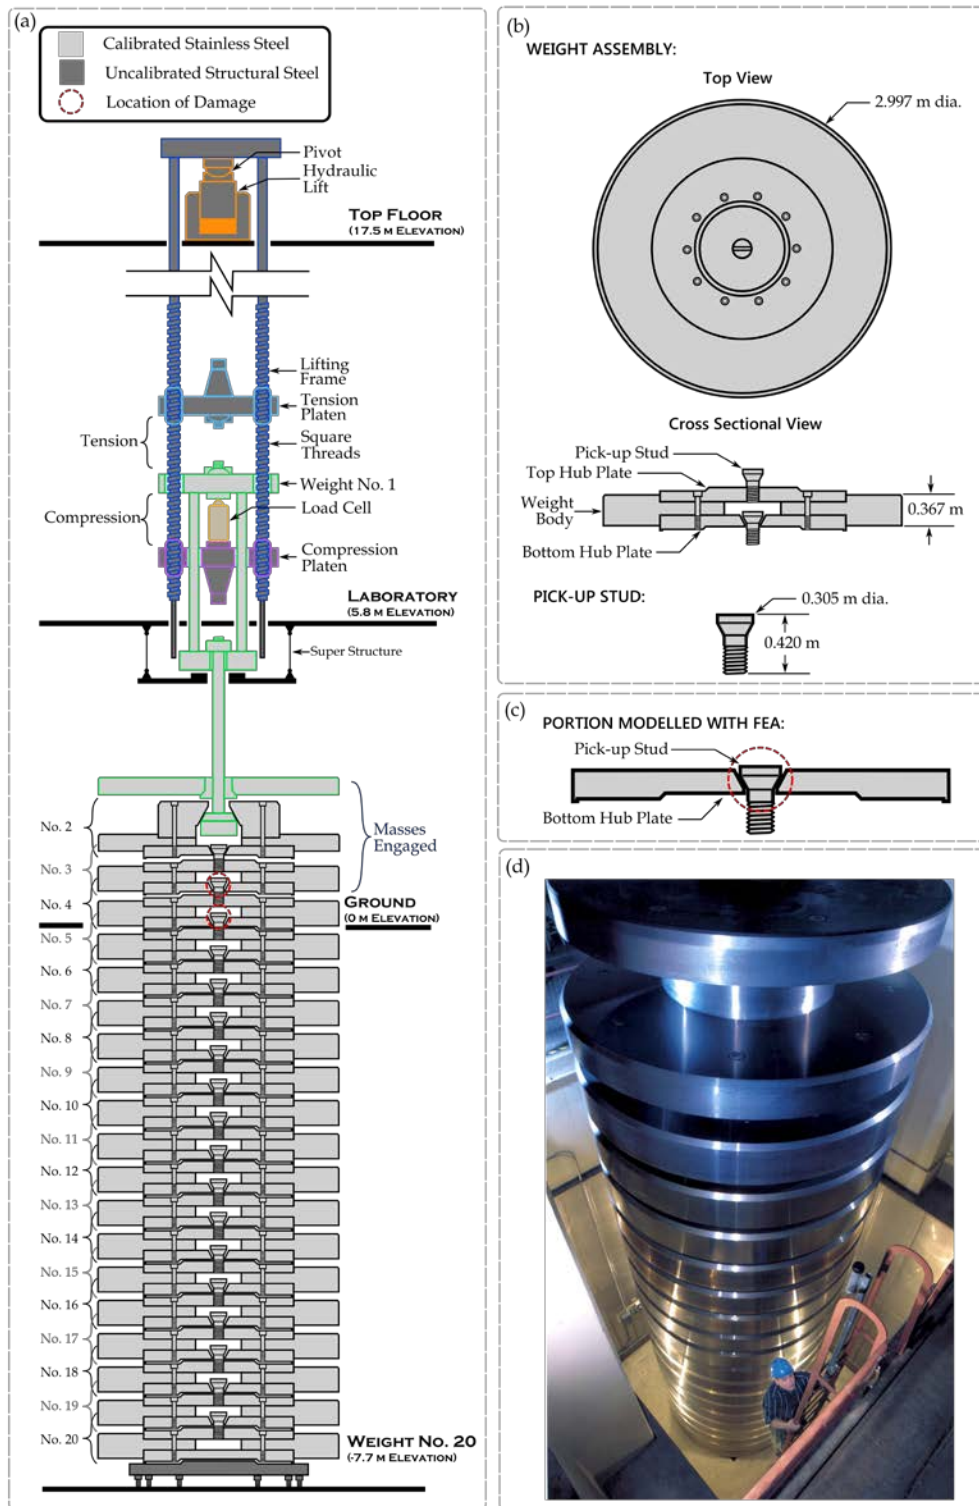 (a)
Calibrated Stainless Steel
Uncalibrated Structural Steel
Location of Damage
Pivot
Hydraulic
Lift
TOP FLOOR
(17.5 M ELEVATION)
Lifting
Frame
Tension
Platen
Tension
Square
Threads
Weight No. 1
Load Cell
Compression
Compression
Platen
LABORATORY
(5.8 M ELEVATION)
Super Structure
No. 2
Masses
Engaged
No. 3
No. 4
GROUND
(0 M ELEVATION)
No. 5
No. 6
No. 7
No. 8
No. 9
No. 10
No. 11
No. 12
No. 13
No. 14
No. 15
No. 16
No. 17
No. 18
No. 19
No. 20
WEIGHT NO. 20
(-7.7 M ELEVATION)
(b)
WEIGHT ASSEMBLY:
Top View
2.997 m dia.
Cross Sectional View
Pick-up Stud
Top Hub Plate
Weight
Body
0.367 m
Bottom Hub Plate
PICK-UP STUD:
0.305 m dia.
0.420 m
(c)
PORTION MODELLED WITH FEA:
Pick-up Stud
Bottom Hub Plate
(d)